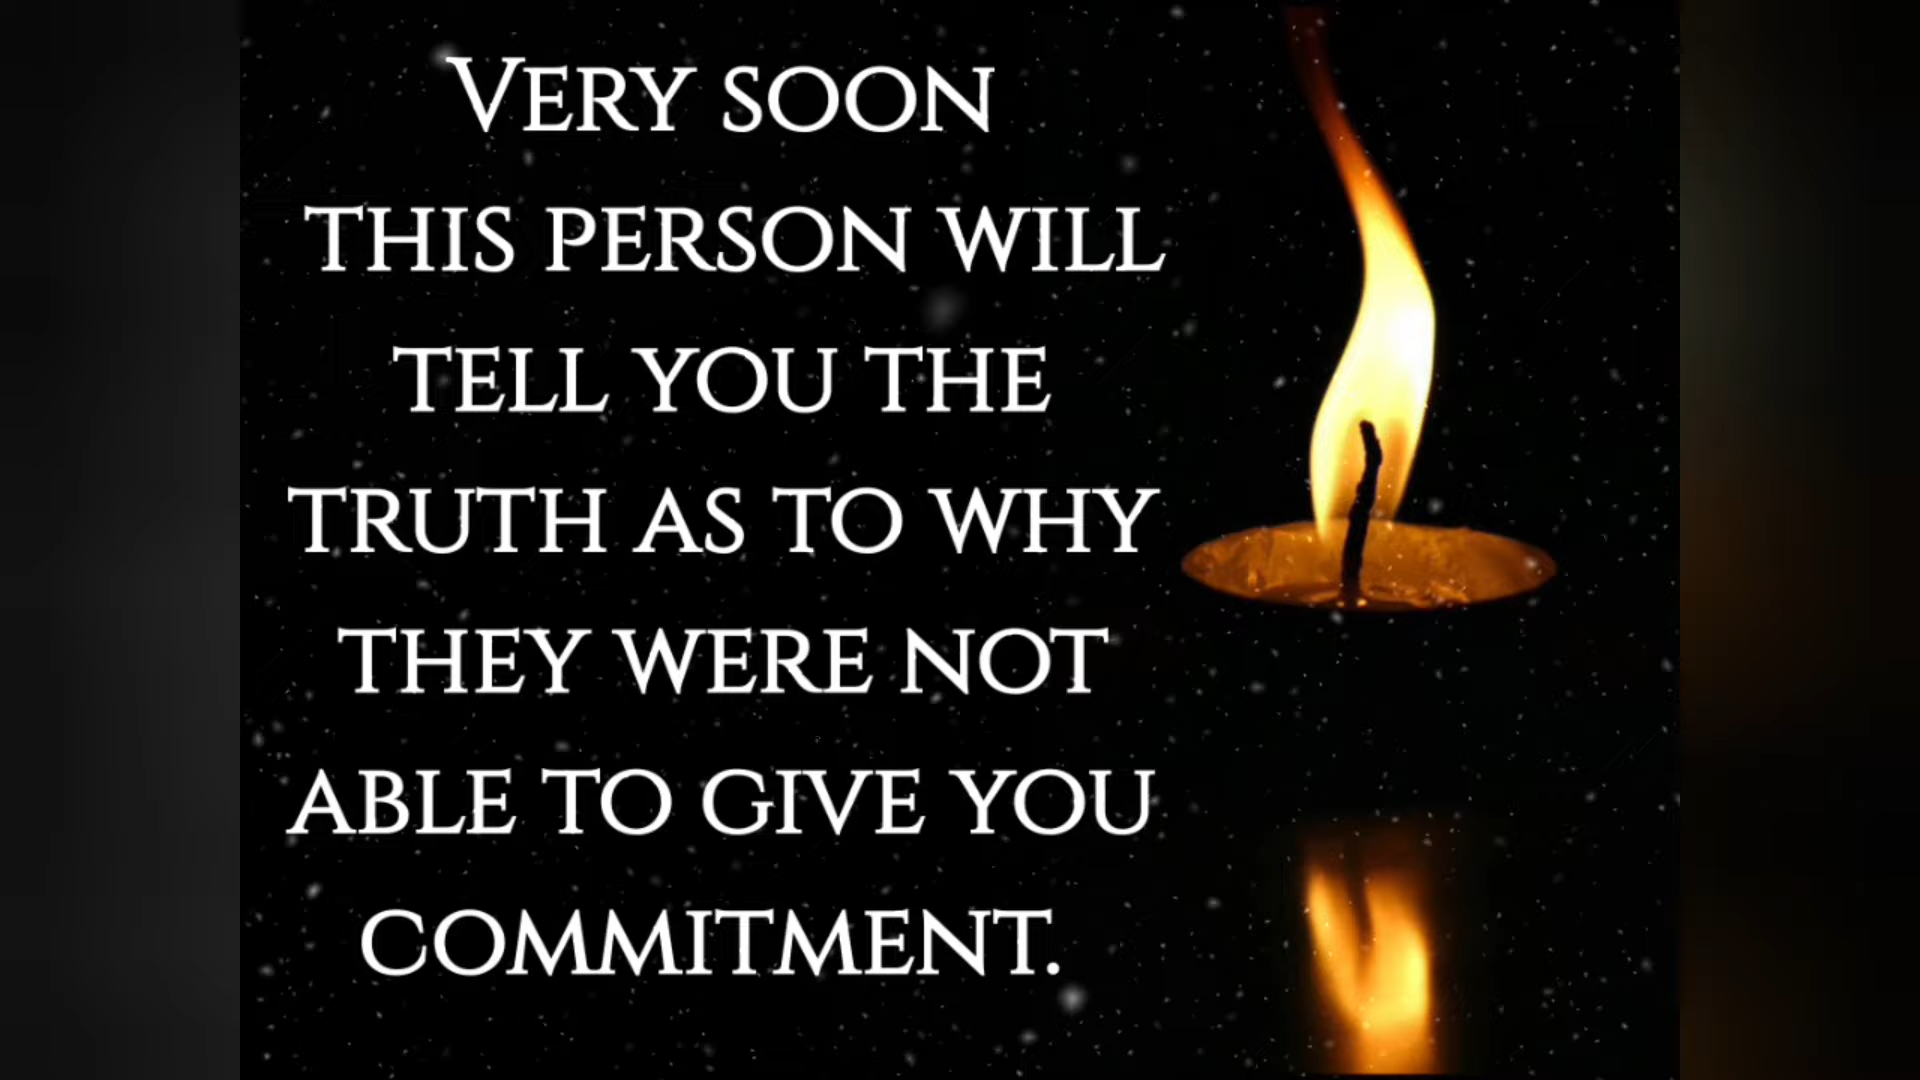 Very soon
this person will
tell you the
truth as to why
they were not
able to give you
commitment.